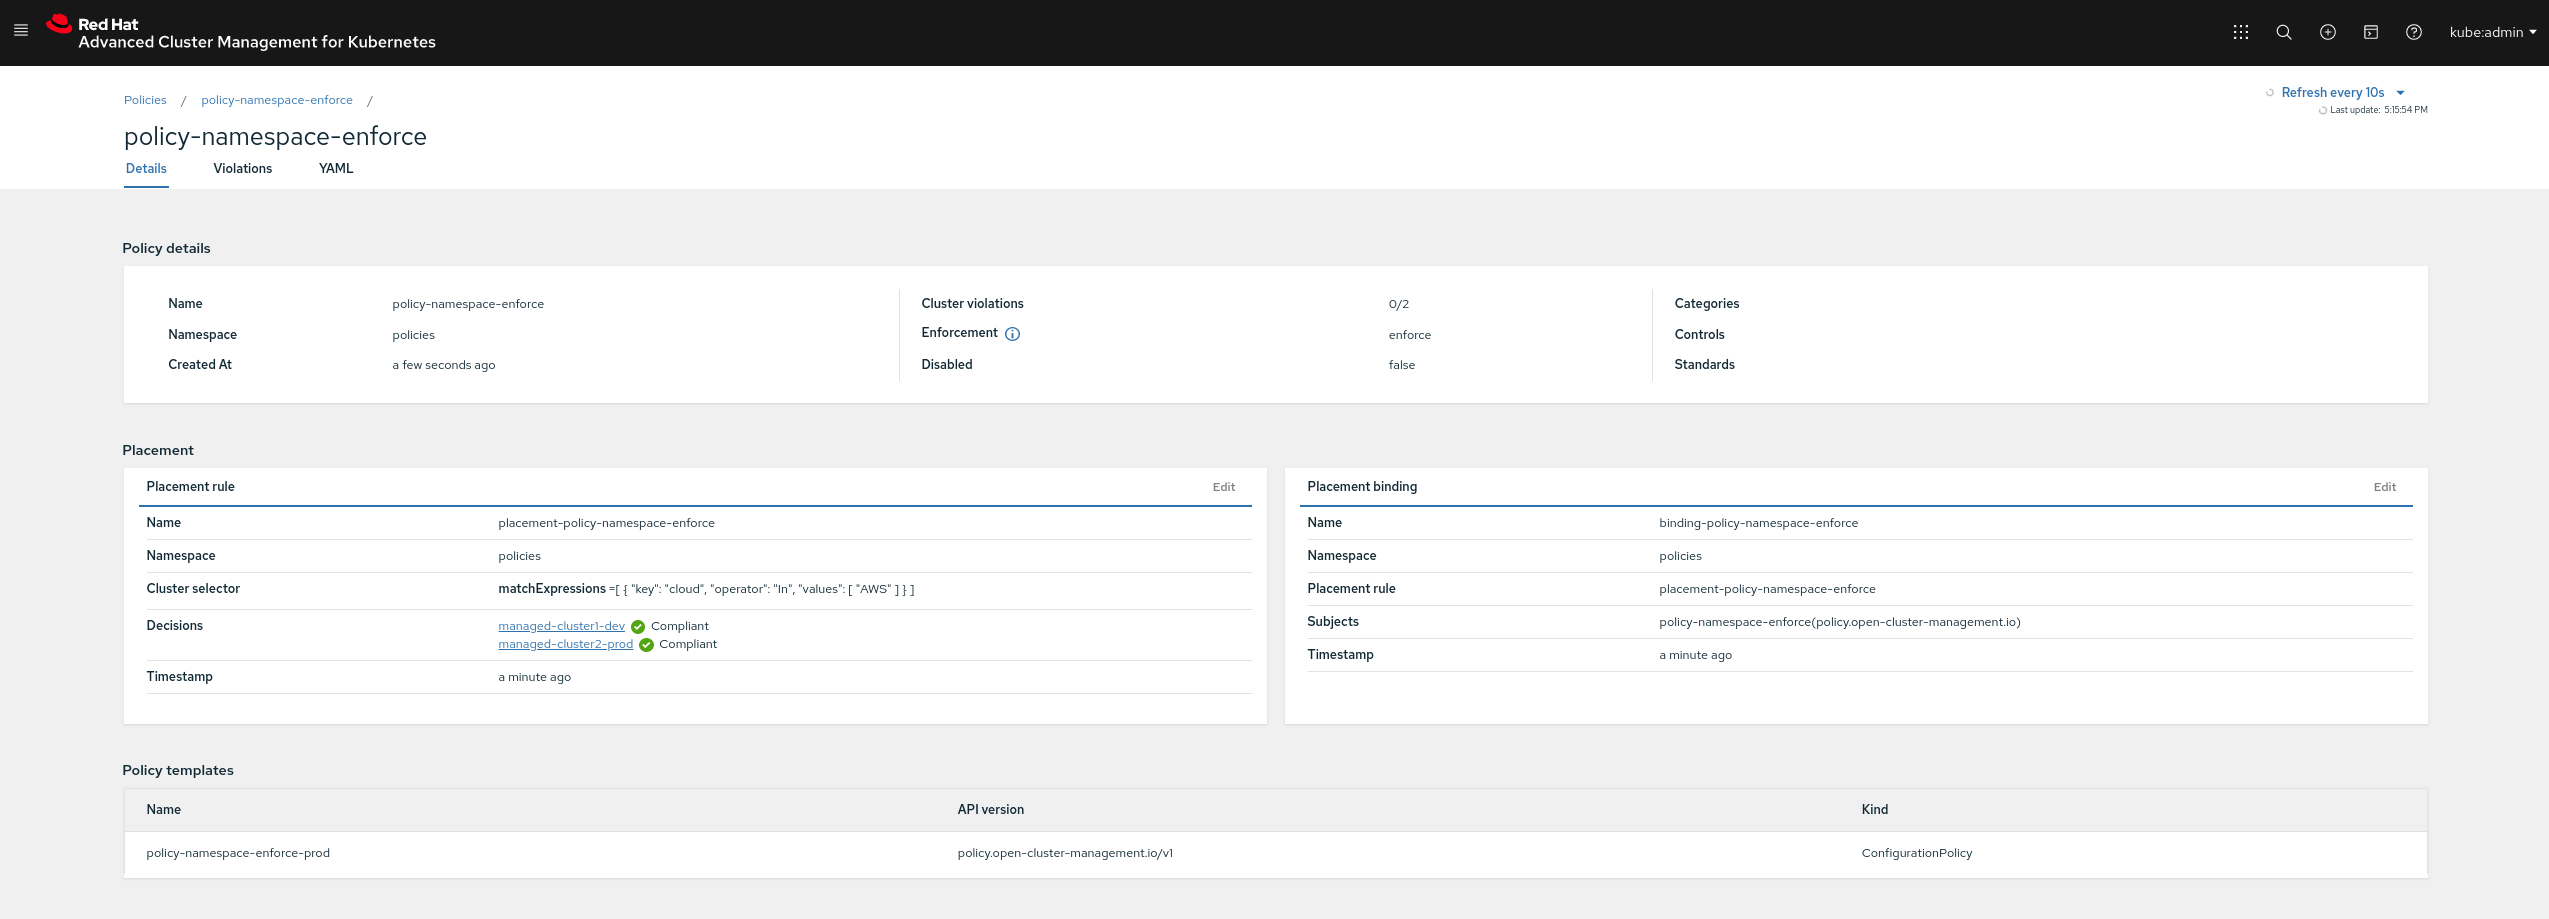 Red Hat
Advanced Cluster Management for Kubernetes
kube:admin
Policies / policy-namespace-enforce /
Refresh every 10s
Last update: 5:15:54 PM
policy-namespace-enforce
Details Violations YAML
Policy details
Name policy-namespace-enforce Cluster violations 0/2 Categories
Namespace policies Enforcement enforce Controls
Created At a few seconds ago Disabled false Standards
Placement
Placement rule Edit
Name placement-policy-namespace-enforce
Namespace policies
Cluster selector matchExpressions =[ { "key": "cloud", "operator": "In", "values": [ "AWS" ] } ]
Decisions managed-cluster1-dev Compliant
managed-cluster2-prod Compliant
Timestamp a minute ago
Placement binding Edit
Name binding-policy-namespace-enforce
Namespace policies
Placement rule placement-policy-namespace-enforce
Subjects policy-namespace-enforce(policy.open-cluster-management.io)
Timestamp a minute ago
Policy templates
Name API version Kind
policy-namespace-enforce-prod policy.open-cluster-management.io/v1 ConfigurationPolicy